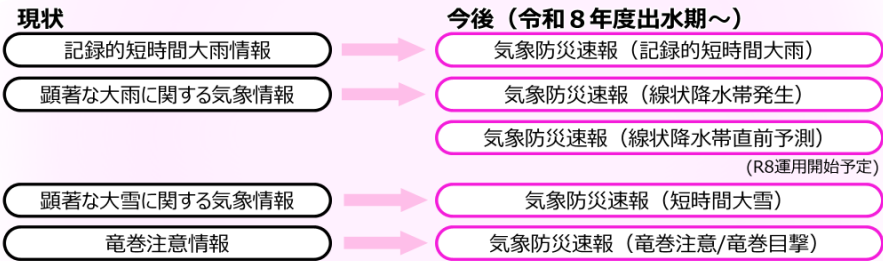 現状
今後（令和８年度出水期～）
記録的短時間大雨情報
気象防災速報（記録的短時間大雨）
顕著な大雨に関する気象情報
気象防災速報（線状降水帯発生）
気象防災速報（線状降水帯直前予測）
(R8運用開始予定)
顕著な大雪に関する気象情報
気象防災速報（短時間大雪）
竜巻注意情報
気象防災速報（竜巻注意/竜巻目撃）